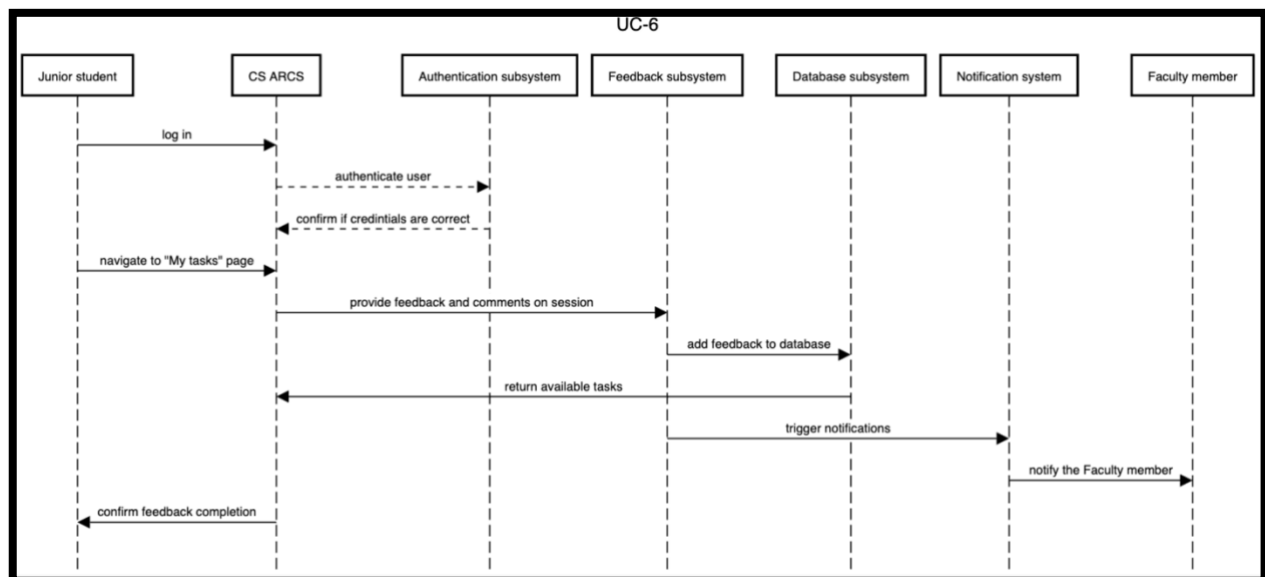 UC-6
Junior student
CS ARCS
Authentication subsystem
Feedback subsystem
Database subsystem
Notification system
Faculty member
log in
authenticate user
confirm if credintials are correct
navigate to "My tasks" page
provide feedback and comments on session
add feedback to database
return available tasks
trigger notifications
notify the Faculty member
confirm feedback completion